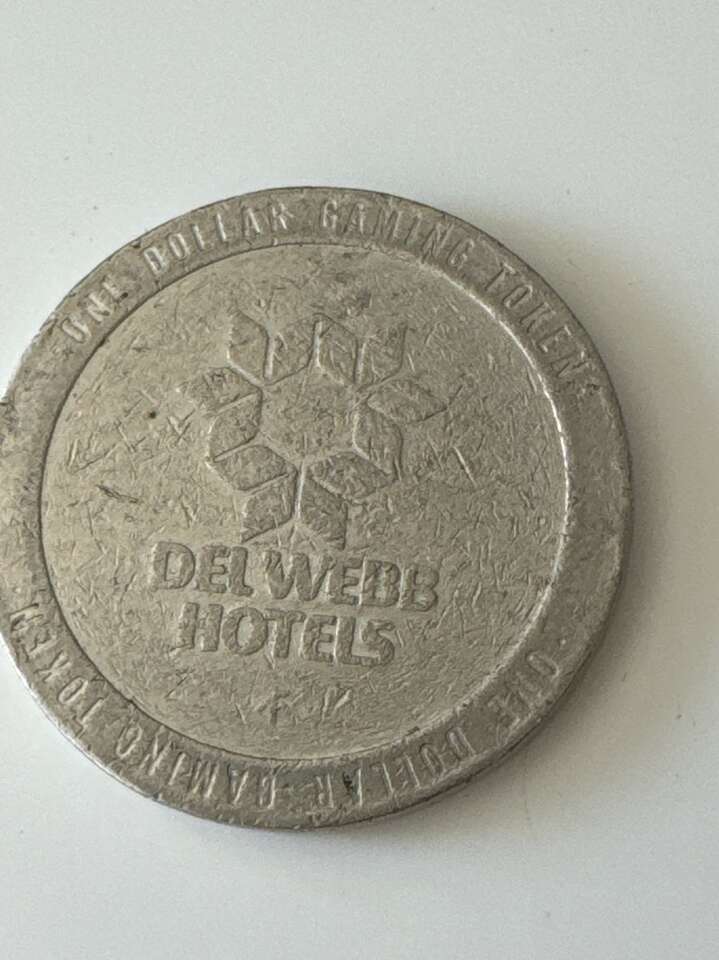 ONE DOLLAR GAMING TOKEN
DEL WEBB
HOTELS
ONE DOLLAR GAMING TOKEN